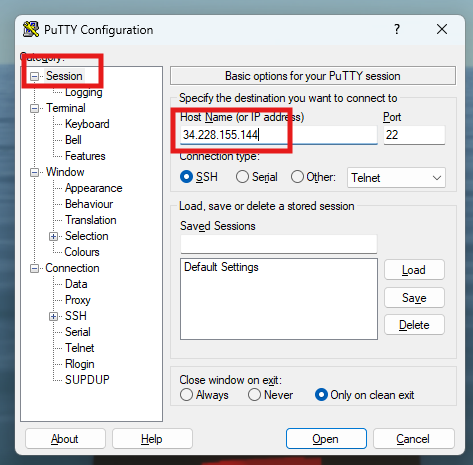 PuTTY Configuration
?
Category:
Session
Logging
Terminal
Keyboard
Bell
Features
Window
Appearance
Behaviour
Translation
Selection
Colours
Connection
Data
Proxy
SSH
Serial
Telnet
Rlogin
SUPDUP
Basic options for your PuTTY session
Specify the destination you want to connect to
Host Name (or IP address) Port
34.228.155.144 22
Connection type:
SSH Serial Other: Telnet
Load, save or delete a stored session
Saved Sessions
Default Settings
Load
Save
Delete
Close window on exit:
Always Never Only on clean exit
About Help Open Cancel